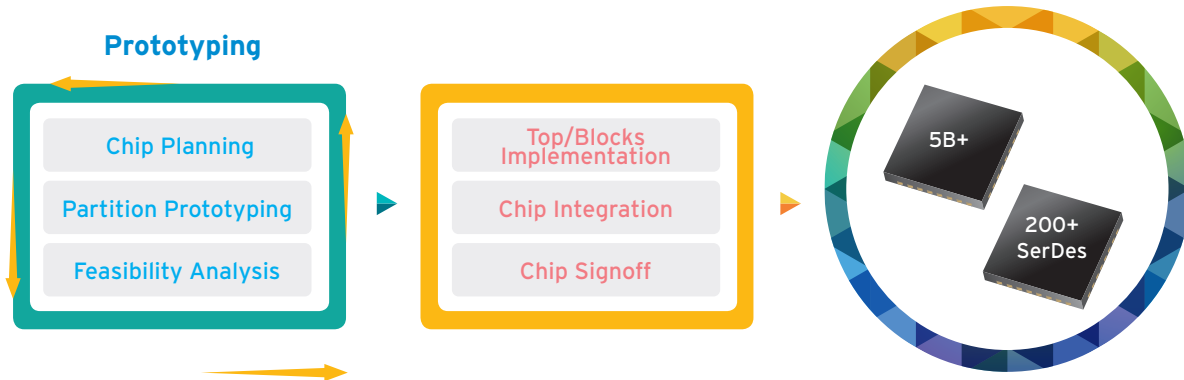 Prototyping
Chip Planning
Partition Prototyping
Feasibility Analysis
Top/Blocks
Implementation
Chip Integration
Chip Signoff
5B+
200+
SerDes